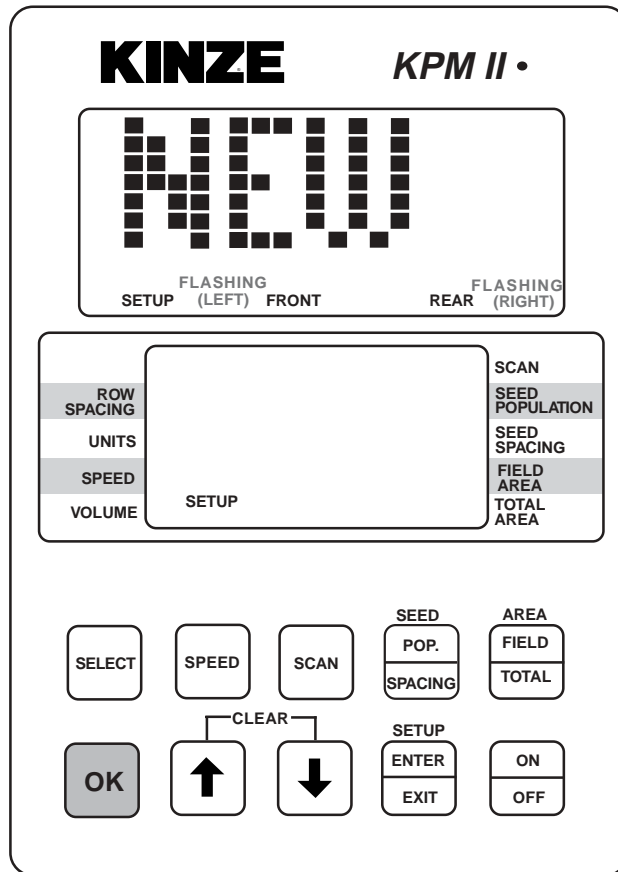 KINZE KPM II •
NEW
FLASHING FLASHING
SETUP (LEFT) FRONT REAR (RIGHT)
SCAN
ROW SPACING
SEED POPULATION
UNITS
SEED SPACING
SPEED
FIELD AREA
VOLUME
SETUP
TOTAL AREA
SEED AREA
SELECT
SPEED
SCAN
POP.
SPACING
FIELD
TOTAL
CLEAR
SETUP
OK
ENTER
EXIT
ON
OFF